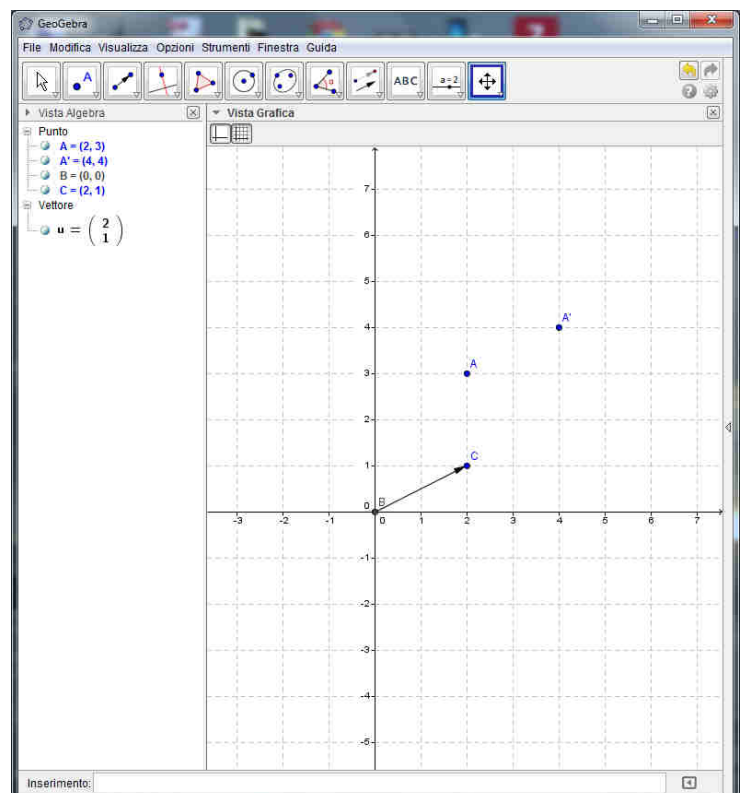 GeoGebra
File Modifica Visualizza Opzioni Strumenti Finestra Guida
A
ABC
a=2
Vista Algebra
Vista Grafica
Punto
A = (2, 3)
A' = (4, 4)
B = (0, 0)
C = (2, 1)
Vettore
u = ( 2
1 )
7
6
5
4
A'
3
A
2
1
C
0
B
-3 -2 -1 0 1 2 3 4 5 6 7
-1
-2
-3
-4
-5
Inserimento: